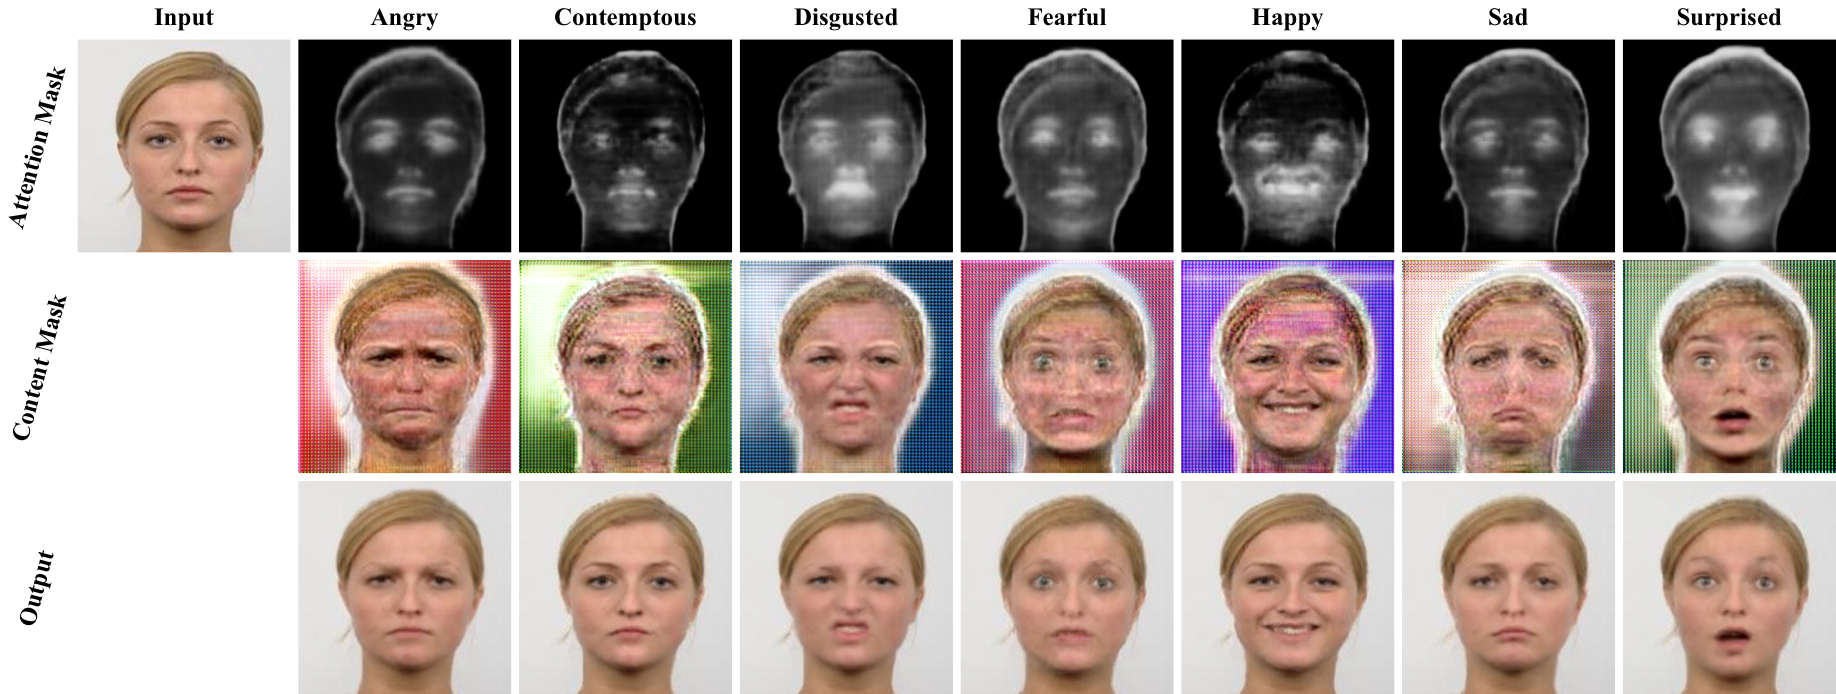 Input Angry Contemptous Disgusted Fearful Happy Sad Surprised
Attention Mask
Content Mask
Output